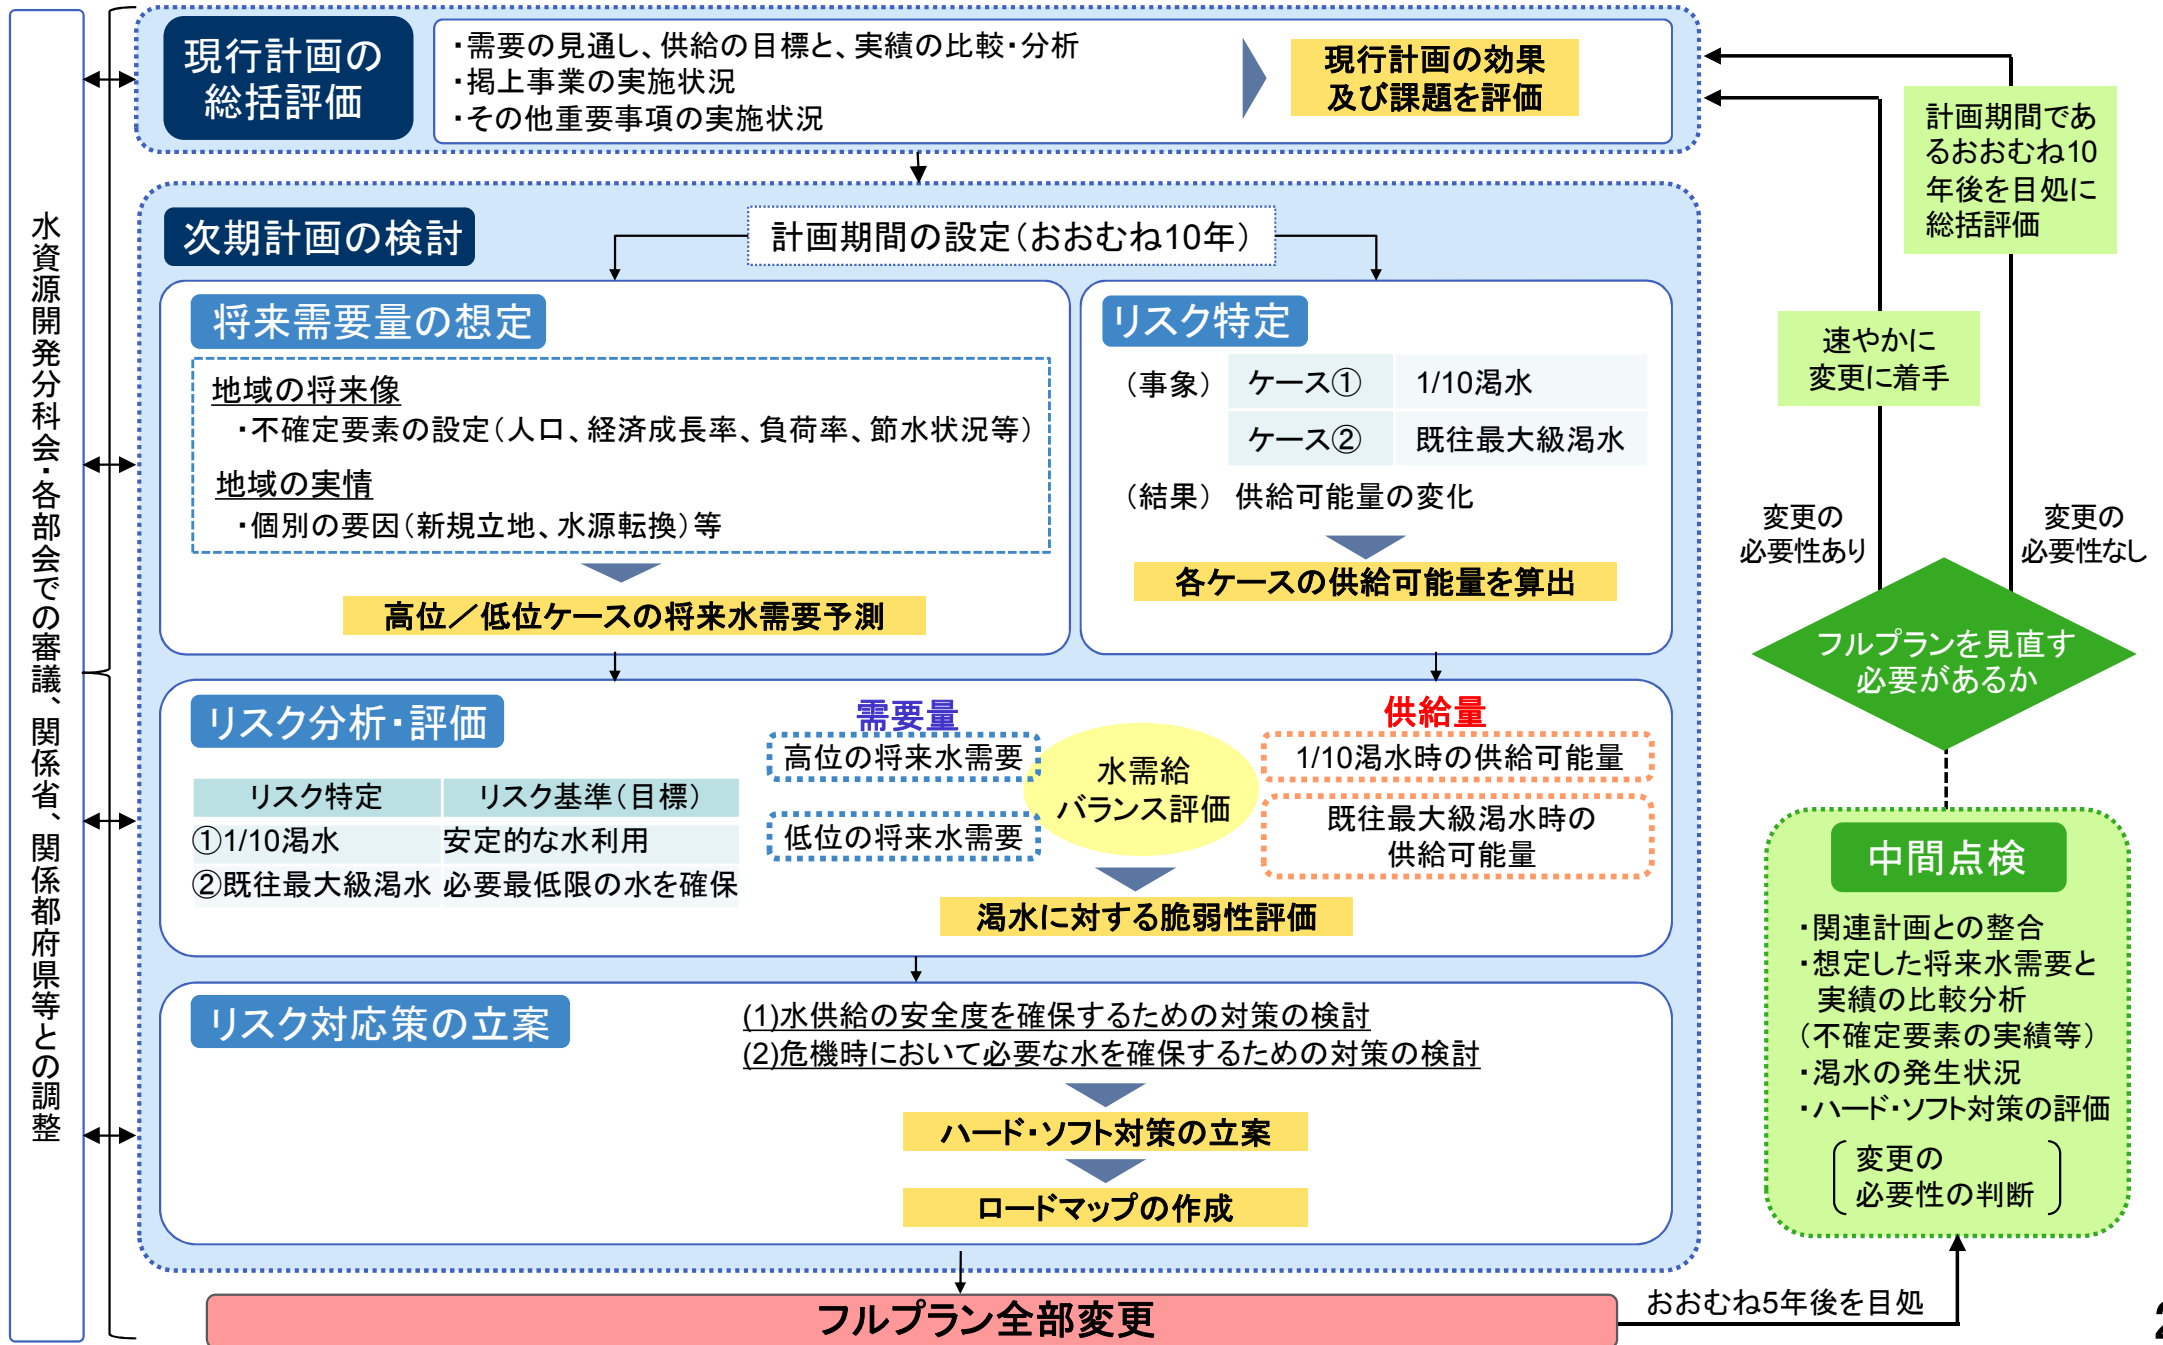 水資源開発分科会・各部会での審議、関係省、関係都府県等との調整
現行計画の
総括評価
・需要の見通し、供給の目標と、実績の比較・分析
・掲上事業の実施状況
・その他重要事項の実施状況
現行計画の効果
及び課題を評価
次期計画の検討
計画期間の設定（おおむね10年）
将来需要量の想定
地域の将来像
・不確定要素の設定（人口、経済成長率、負荷率、節水状況等）
地域の実情
・個別の要因（新規立地、水源転換）等
高位／低位ケースの将来水需要予測
リスク特定
（事象） ケース① 1/10渇水
ケース② 既往最大級渇水
（結果） 供給可能量の変化
各ケースの供給可能量を算出
リスク分析・評価
リスク特定 リスク基準（目標）
①1/10渇水 安定的な水利用
②既往最大級渇水 必要最低限の水を確保
需要量
高位の将来水需要
低位の将来水需要
水需給
バランス評価
供給量
1/10渇水時の供給可能量
既往最大級渇水時の
供給可能量
渇水に対する脆弱性評価
リスク対応策の立案
(1)水供給の安全度を確保するための対策の検討
(2)危機時において必要な水を確保するための対策の検討
ハード・ソフト対策の立案
ロードマップの作成
フルプラン全部変更
おおむね5年後を目処
中間点検
・関連計画との整合
・想定した将来水需要と
実績の比較分析
（不確定要素の実績等）
・渇水の発生状況
・ハード・ソフト対策の評価
変更の
必要性の判断
フルプランを見直す
必要があるか
変更の
必要性あり
変更の
必要性なし
速やかに
変更に着手
計画期間であ
るおおむね10
年後を目処に
総括評価